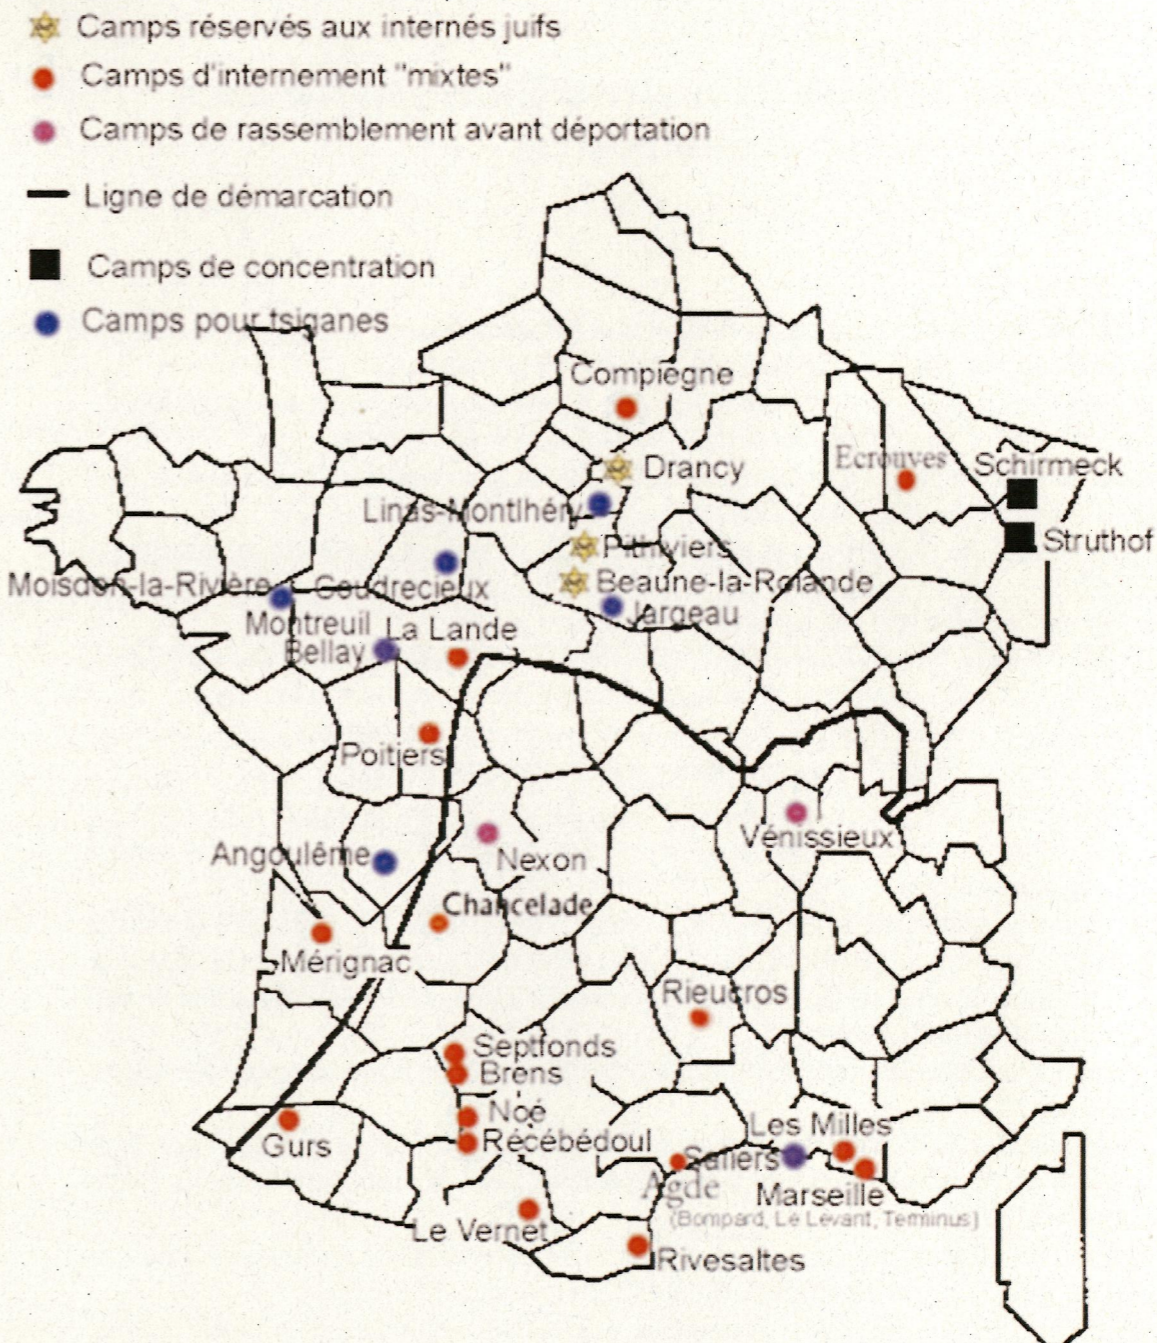 Camps réservés aux internés juifs
Camps d'internement "mixtes"
Camps de rassemblement avant déportation
Ligne de démarcation
Camps de concentration
Camps pour tsiganes
Compiègne
Drancy
Ecrouves
Schirmeck
Linas-Montlhéry
Struthof
Pithiviers
Moisdon-la-Rivière
Coudrecieux
Beaune-la-Rolande
Jargeau
Montreuil
Bellay
La Lande
Poitiers
Vénissieux
Angoulême
Nexon
Chancelade
Mérignac
Rieucros
Septfonds
Brens
Noé
Récébédoul
Gurs
Les Milles
Saliers
Agde
Marseille
(Bompard, Le Levant, Terminus)
Le Vernet
Rivesaltes